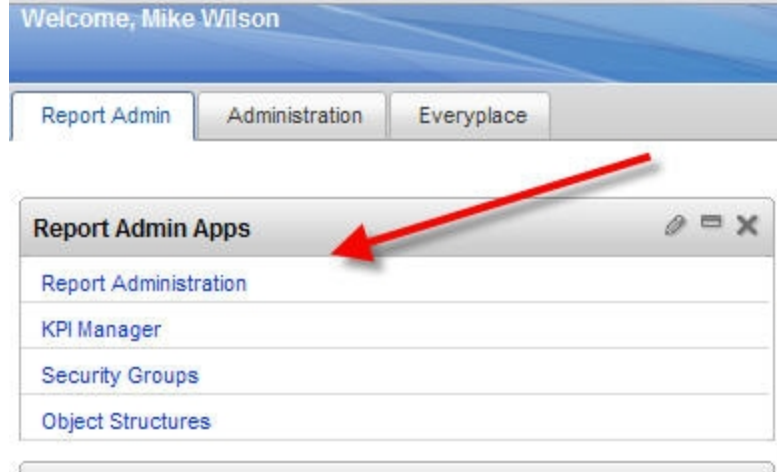 Welcome, Mike Wilson
Report Admin Administration Everyplace
Report Admin Apps
Report Administration
KPI Manager
Security Groups
Object Structures